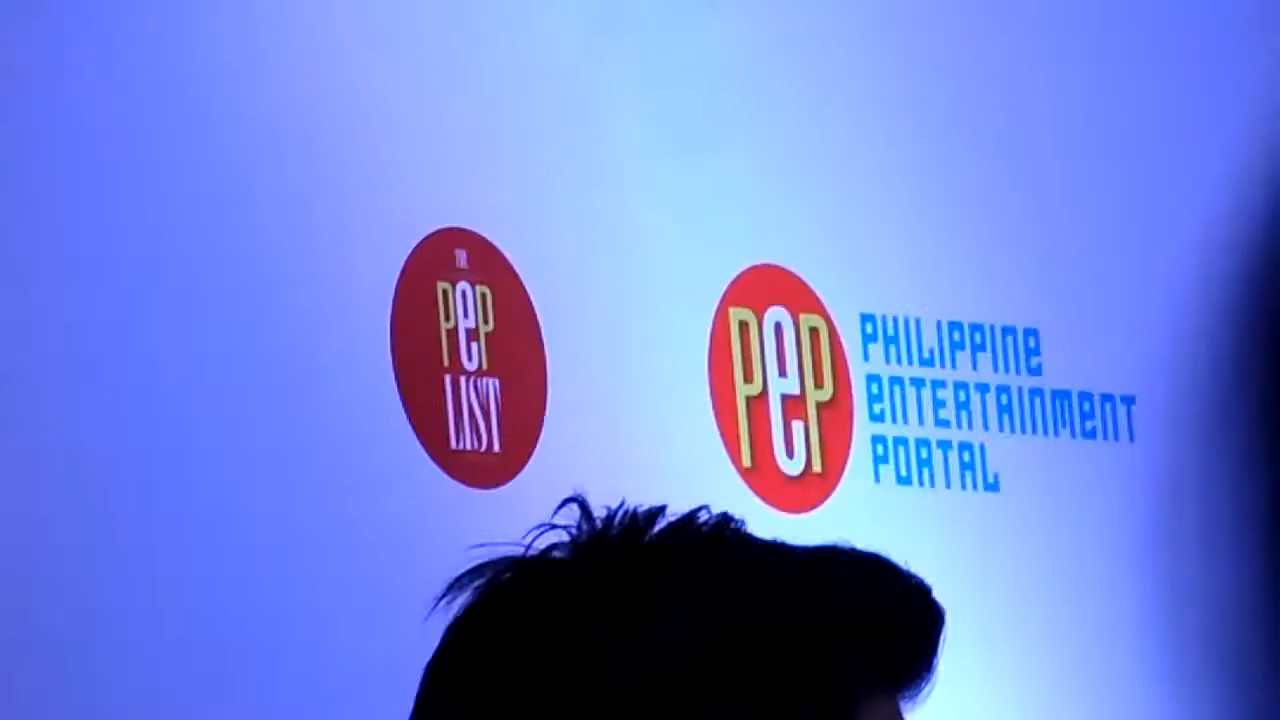 THE
PeP
LIST
PeP
PHILIPPINe
eNTERTAINMENT
PORTAL